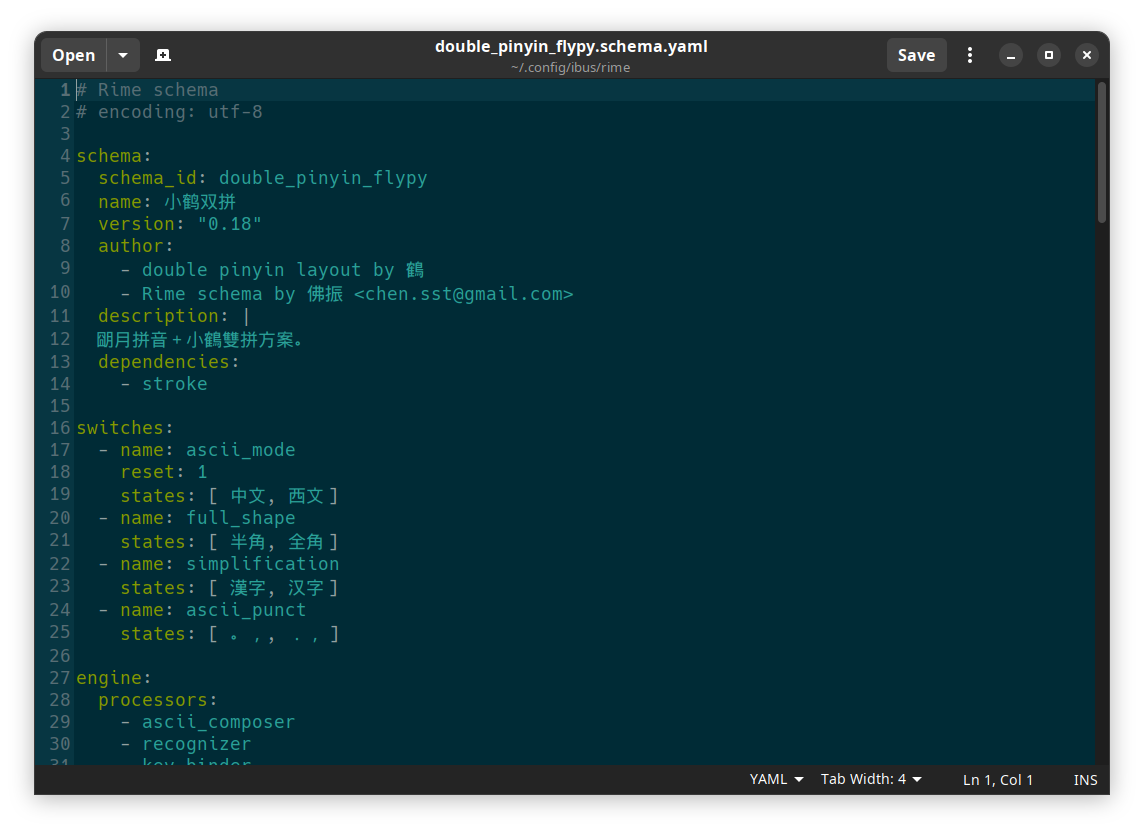 Open
double_pinyin_flypy.schema.yaml
~/.config/ibus/rime
Save
1 # Rime schema
2 # encoding: utf-8
3
4 schema:
5   schema_id: double_pinyin_flypy
6   name: 小鹤双拼
7   version: "0.18"
8   author:
9     - double pinyin layout by 鶴
10     - Rime schema by 佛振 <chen.sst@gmail.com>
11   description: |
12     朙月拼音＋小鶴雙拼方案。
13   dependencies:
14     - stroke
15
16 switches:
17   - name: ascii_mode
18     reset: 1
19     states: [ 中文, 西文 ]
20   - name: full_shape
21     states: [ 半角, 全角 ]
22   - name: simplification
23     states: [ 漢字, 汉字 ]
24   - name: ascii_punct
25     states: [ 。，, ．， ]
26
27 engine:
28   processors:
29     - ascii_composer
30     - recognizer
31     - key_binder
YAML Tab Width: 4 Ln 1, Col 1 INS